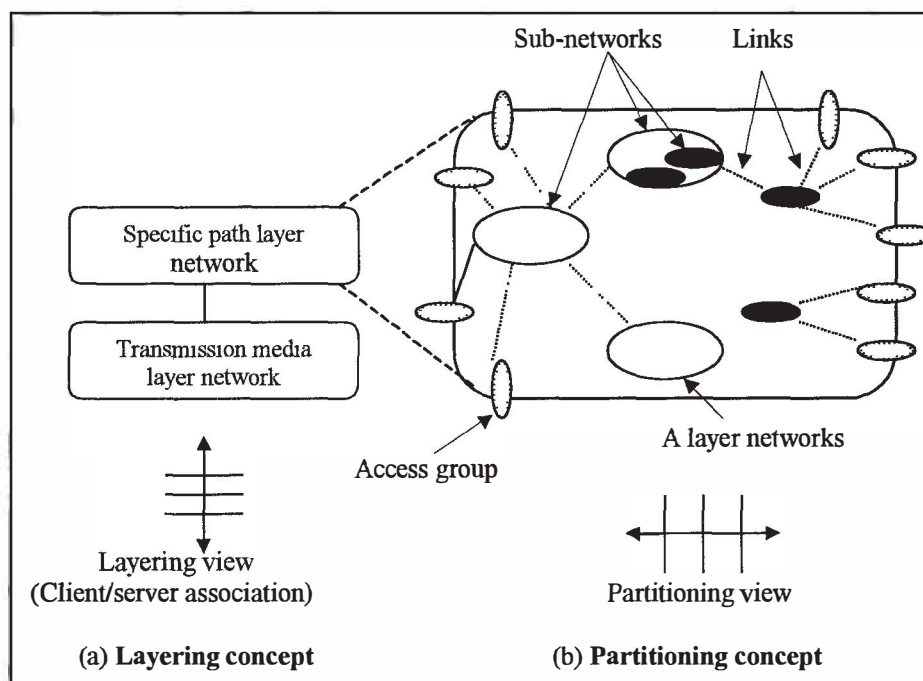 Sub-networks
Links
Specific path layer
network
Transmission media
layer network
A layer networks
Access group
Layering view
(Client/server association)
Partitioning view
(a) Layering concept
(b) Partitioning concept